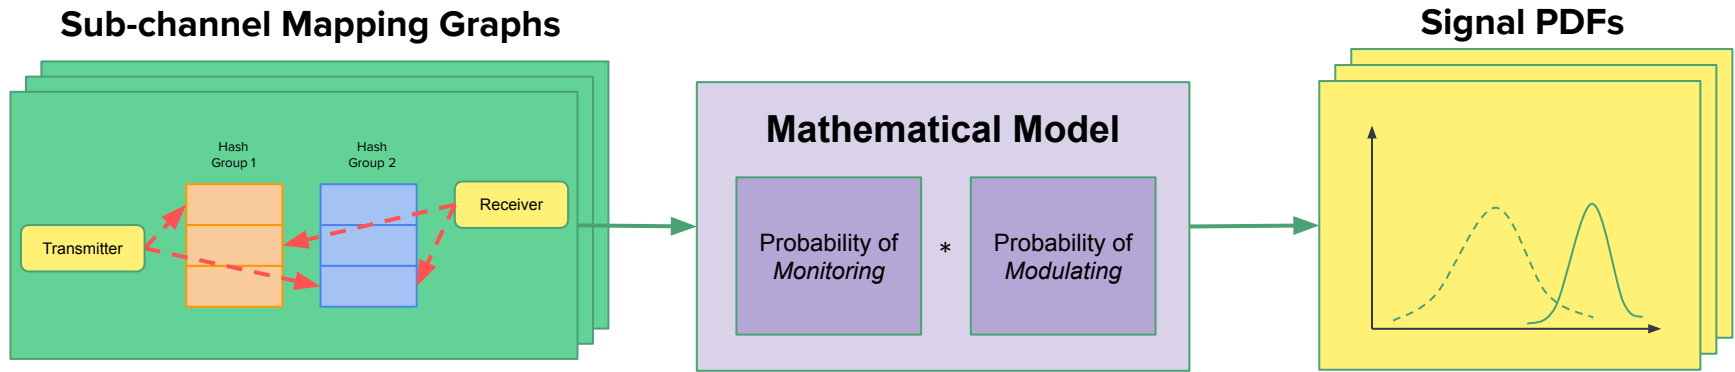 Sub-channel Mapping Graphs
Hash
Group 1
Hash
Group 2
Transmitter
Receiver
Mathematical Model
Probability of
Monitoring
*
Probability of
Modulating
Signal PDFs